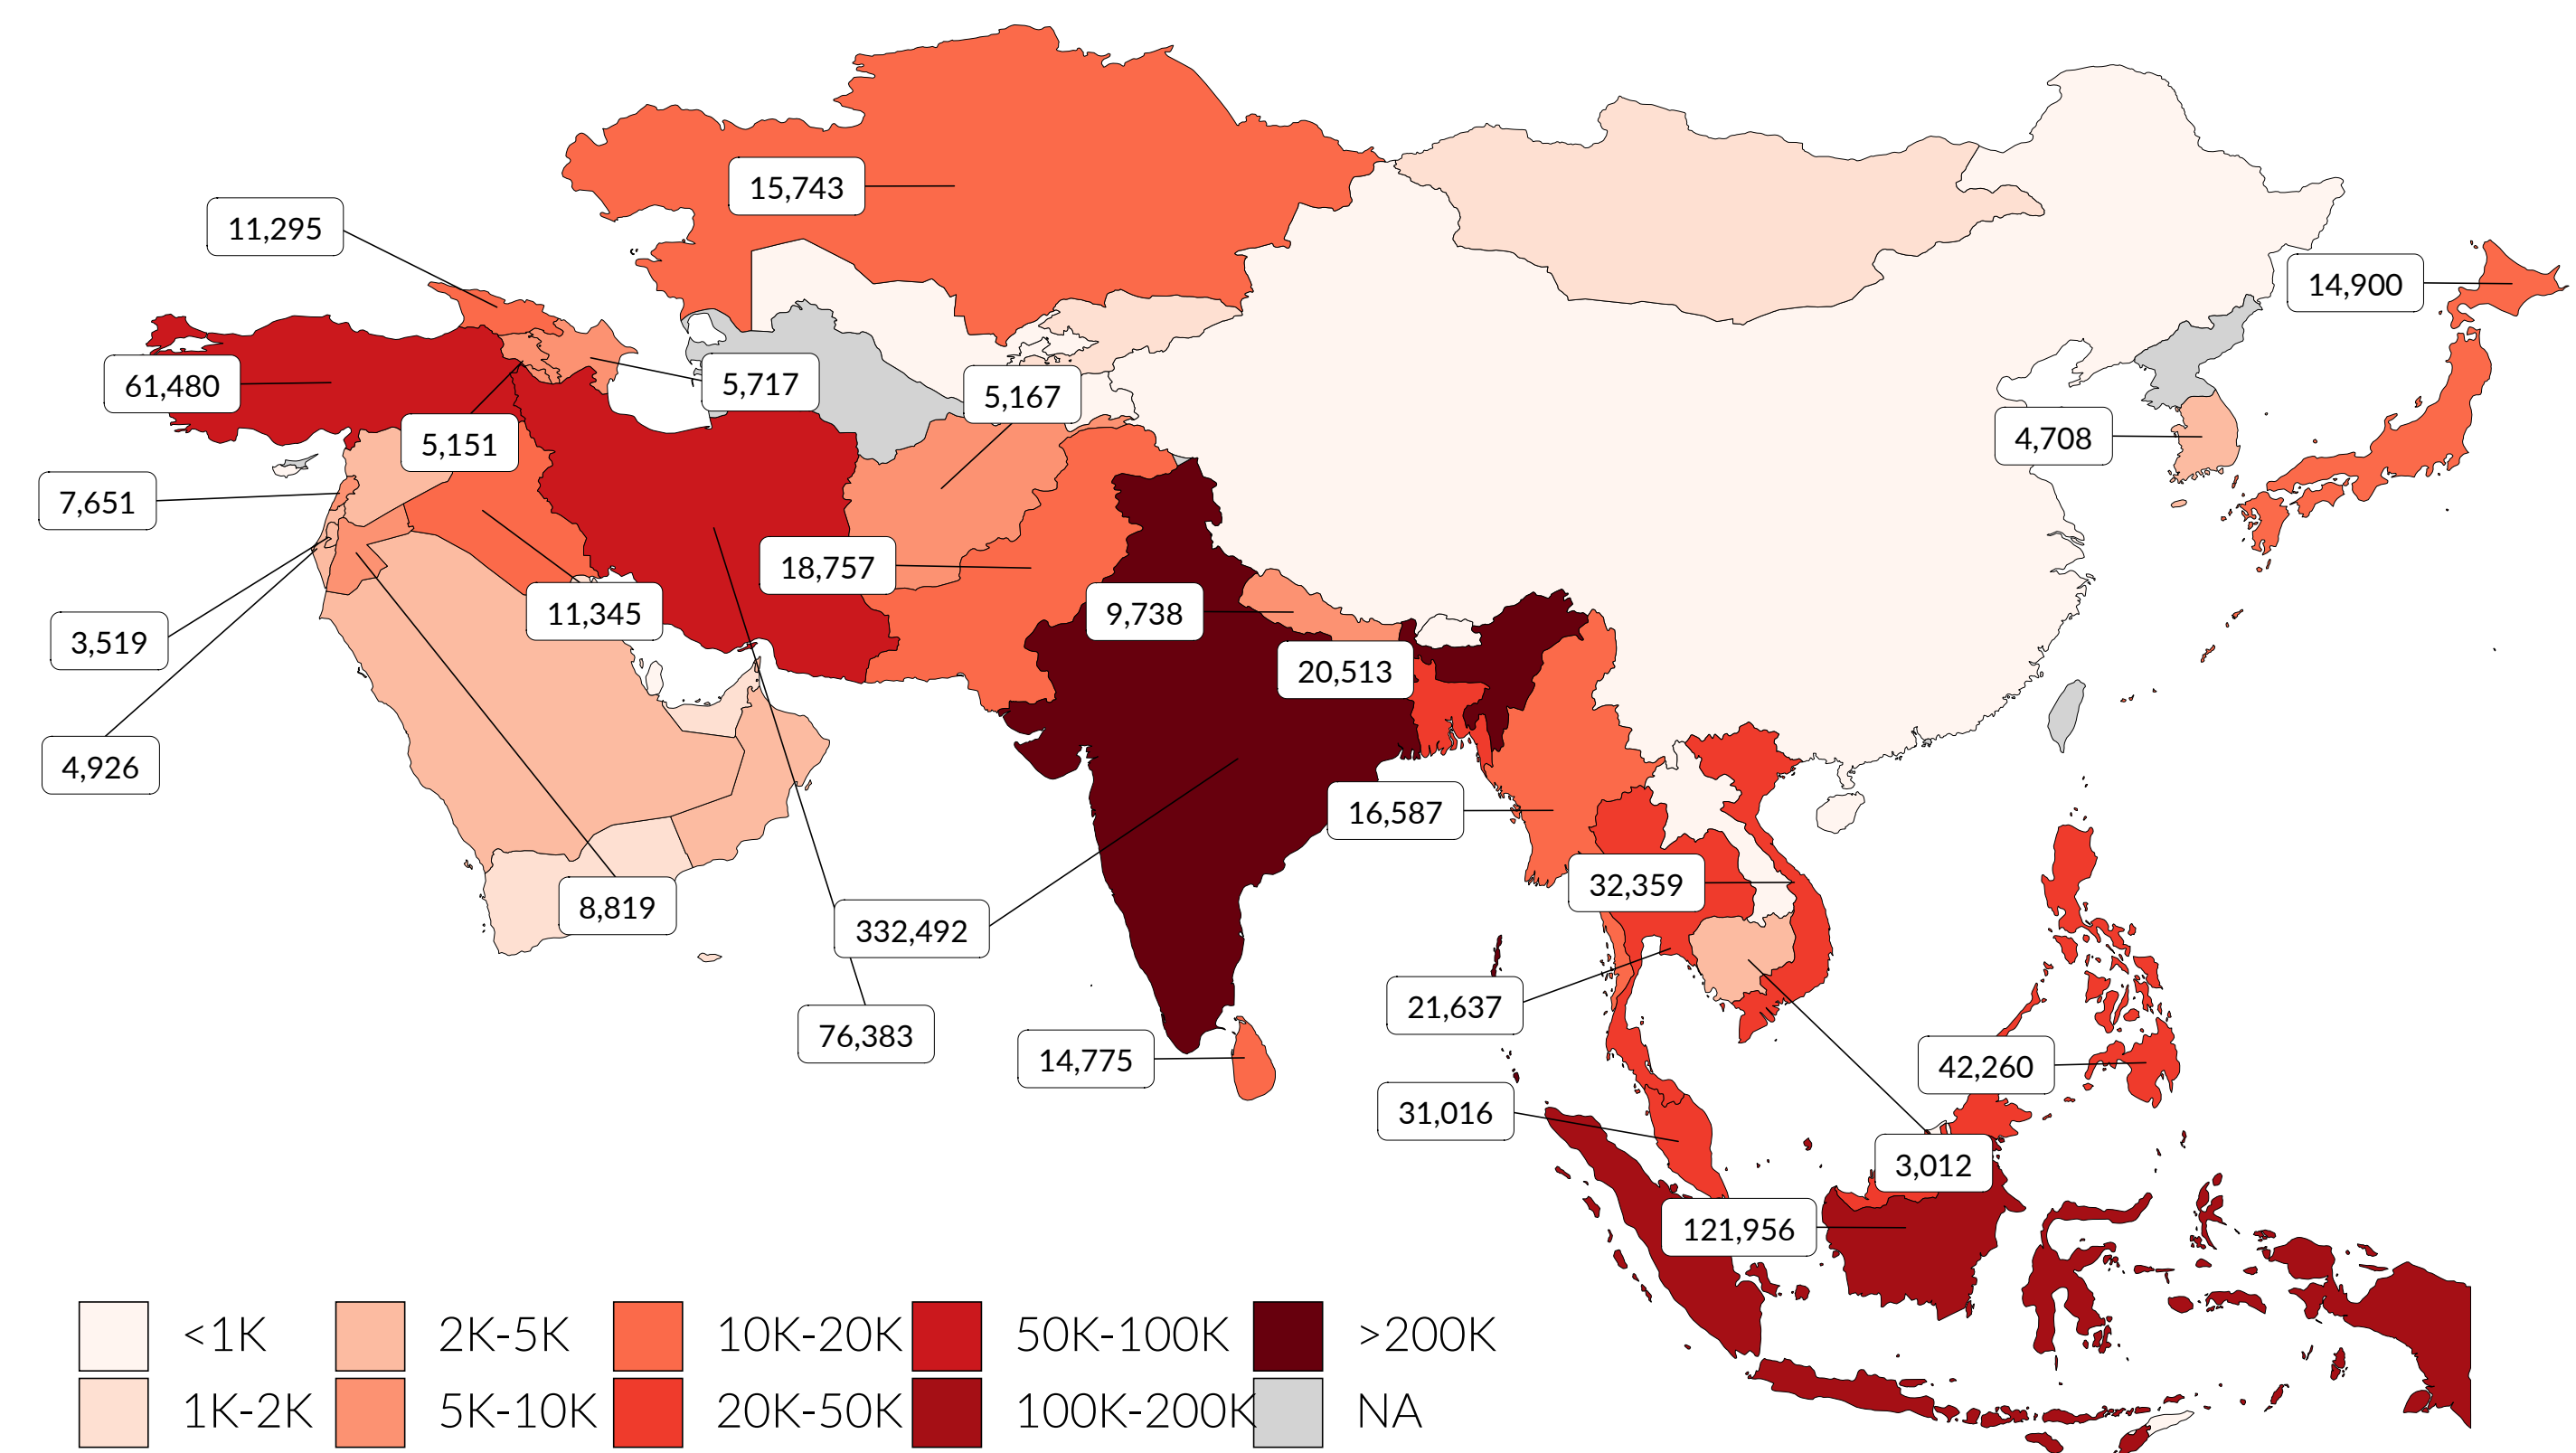 15,743
11,295
14,900
61,480
5,717
5,167
5,151
4,708
7,651
18,757
3,519
11,345
9,738
20,513
4,926
16,587
32,359
8,819
332,492
21,637
76,383
14,775
42,260
31,016
3,012
121,956
<1K
2K-5K
10K-20K
50K-100K
>200K
1K-2K
5K-10K
20K-50K
100K-200K
NA